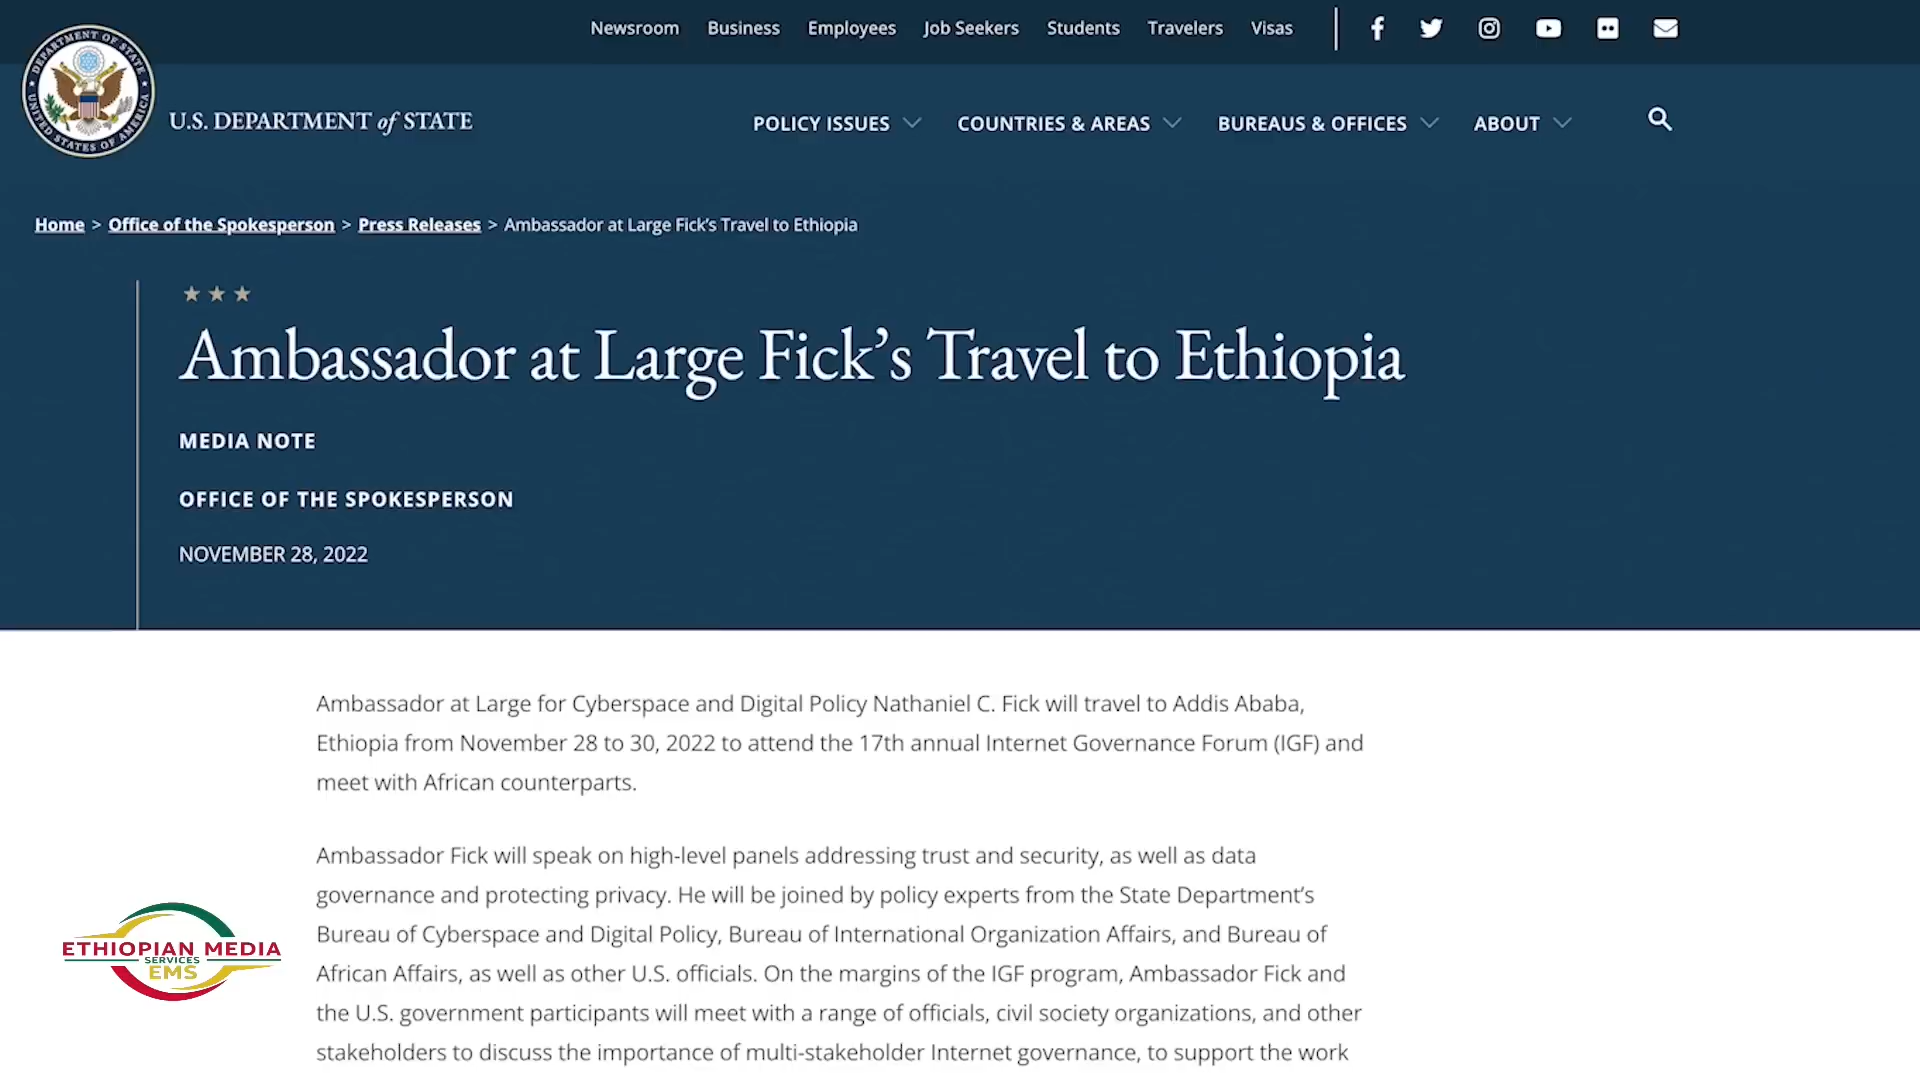 Newsroom Business Employees Job Seekers Students Travelers Visas
DEPARTMENT OF STATE
UNITED STATES OF AMERICA
U.S. DEPARTMENT of STATE
POLICY ISSUES COUNTRIES & AREAS BUREAUS & OFFICES ABOUT
Home > Office of the Spokesperson > Press Releases > Ambassador at Large Fick’s Travel to Ethiopia
Ambassador at Large Fick’s Travel to Ethiopia
MEDIA NOTE
OFFICE OF THE SPOKESPERSON
NOVEMBER 28, 2022
Ambassador at Large for Cyberspace and Digital Policy Nathaniel C. Fick will travel to Addis Ababa,
Ethiopia from November 28 to 30, 2022 to attend the 17th annual Internet Governance Forum (IGF) and
meet with African counterparts.
Ambassador Fick will speak on high-level panels addressing trust and security, as well as data
governance and protecting privacy. He will be joined by policy experts from the State Department’s
Bureau of Cyberspace and Digital Policy, Bureau of International Organization Affairs, and Bureau of
African Affairs, as well as other U.S. officials. On the margins of the IGF program, Ambassador Fick and
the U.S. government participants will meet with a range of officials, civil society organizations, and other
stakeholders to discuss the importance of multi-stakeholder Internet governance, to support the work
ETHIOPIAN MEDIA
SERVICES
EMS